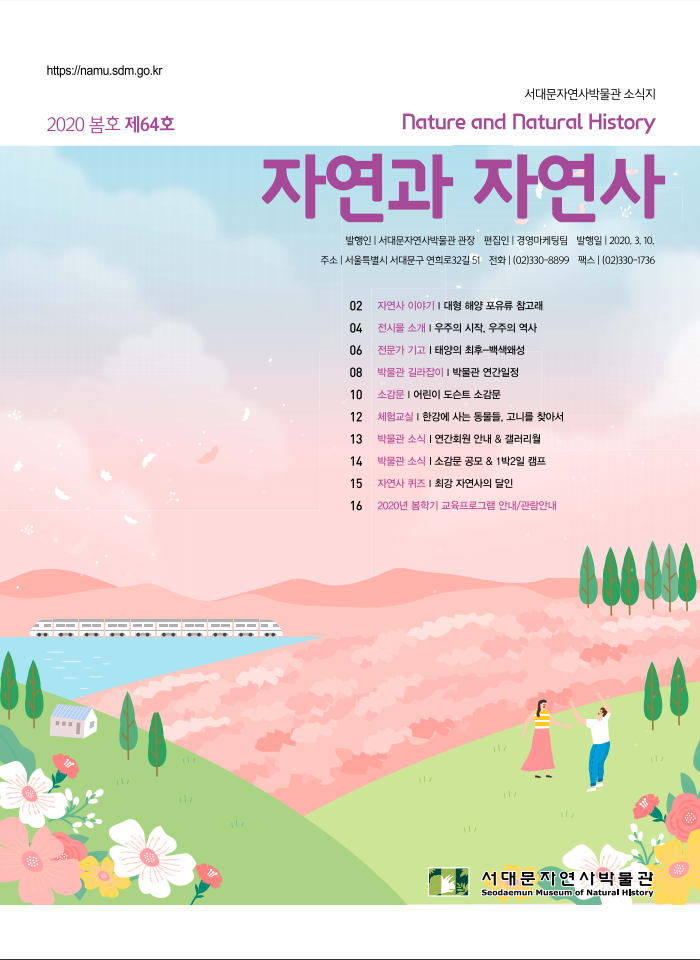 https://namu.sdm.go.kr
서대문자연사박물관 소식지
2020 봄호 제64호
Nature and Natural History
자연과 자연사
발행인 | 서대문자연사박물관 관장 편집인 | 경영마케팅팀 발행일 | 2020. 3. 10.
주소 | 서울특별시 서대문구 연희로32길 51 전화 | (02)330-8899 팩스 | (02)330-1736
02 자연사 이야기 | 대형 해양 포유류 참고래
04 전시물 소개 | 우주의 시작, 우주의 역사
06 전문가 기고 | 태양의 최후-백색왜성
08 박물관 길라잡이 | 박물관 연간일정
10 소감문 | 어린이 도슨트 소감문
12 체험교실 | 한강에 사는 동물들, 고니를 찾아서
13 박물관 소식 | 연간회원 안내 & 갤러리월
14 박물관 소식 | 소감문 공모 & 1박2일 캠프
15 자연사 퀴즈 | 최강 자연사의 달인
16 2020년 봄학기 교육프로그램 안내/관람안내
서대문자연사박물관
Seodaemun Museum of Natural History